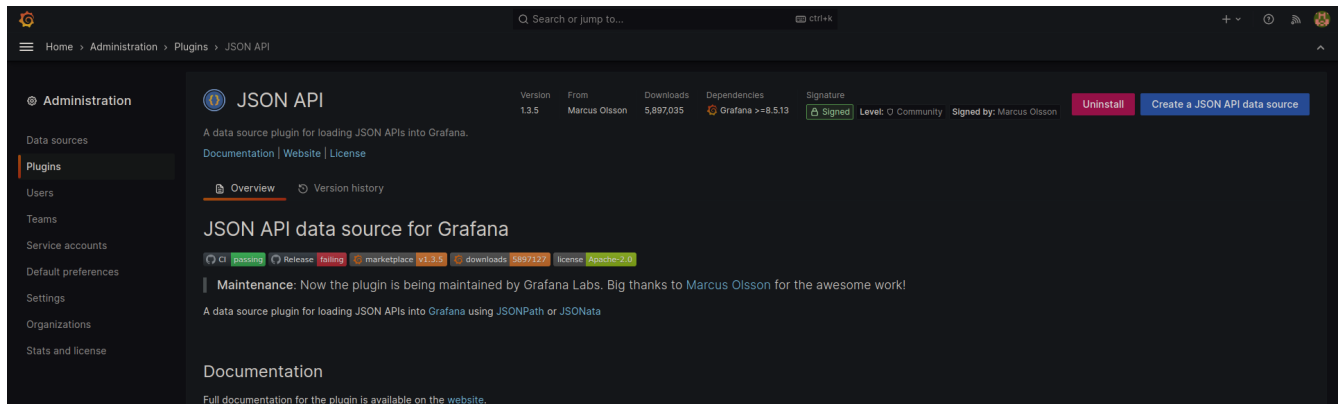 Search or jump to... ctrl+k
Home > Administration > Plugins > JSON API
Administration
Data sources
Plugins
Users
Teams
Service accounts
Default preferences
Settings
Organizations
Stats and license
JSON API
Version From Downloads Dependencies Signature
1.3.5 Marcus Olsson 5,897,035 Grafana >=8.5.13 Signed Level: Community Signed by: Marcus Olsson
Uninstall Create a JSON API data source
A data source plugin for loading JSON APIs into Grafana.
Documentation | Website | License
Overview Version history
JSON API data source for Grafana
CI passing Release failing marketplace v1.3.5 downloads 5897127 license Apache-2.0
Maintenance: Now the plugin is being maintained by Grafana Labs. Big thanks to Marcus Olsson for the awesome work!
A data source plugin for loading JSON APIs into Grafana using JSONPath or JSONata
Documentation
Full documentation for the plugin is available on the website.